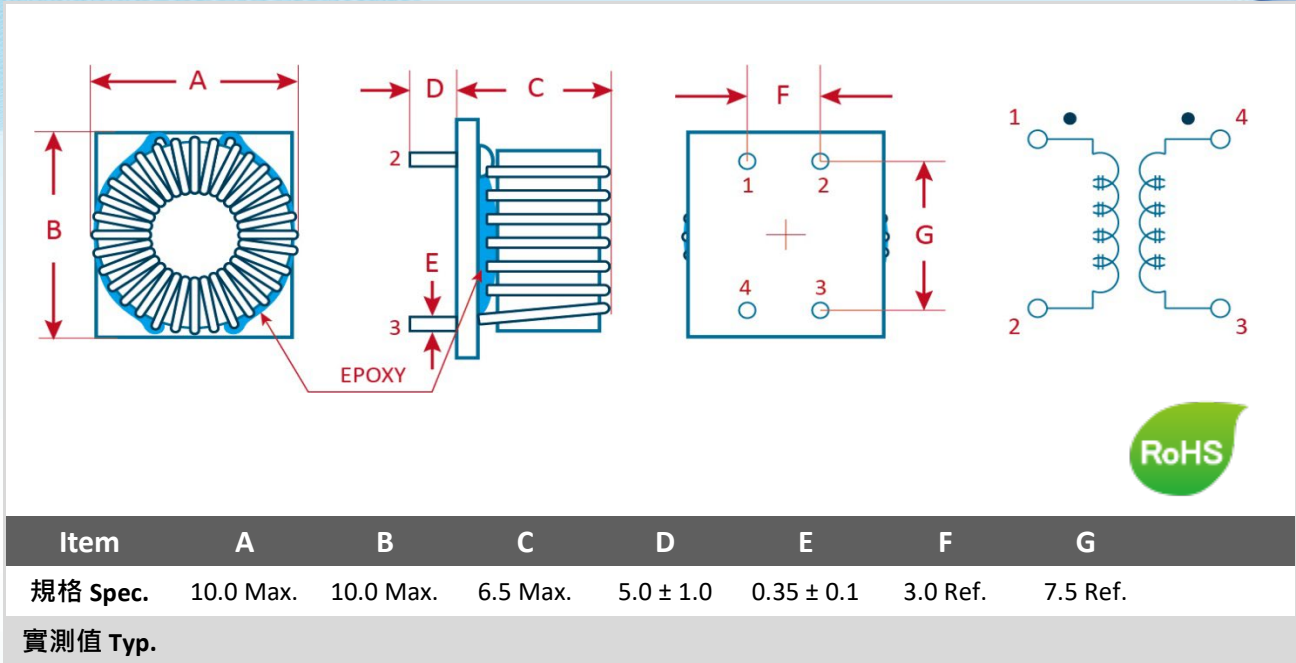 A
B
D
C
2
E
3
EPOXY
F
1
2
G
4
3
1
4
2
3
RoHS
Item A B C D E F G
規格 Spec. 10.0 Max. 10.0 Max. 6.5 Max. 5.0 ± 1.0 0.35 ± 0.1 3.0 Ref. 7.5 Ref.
實測值 Typ.